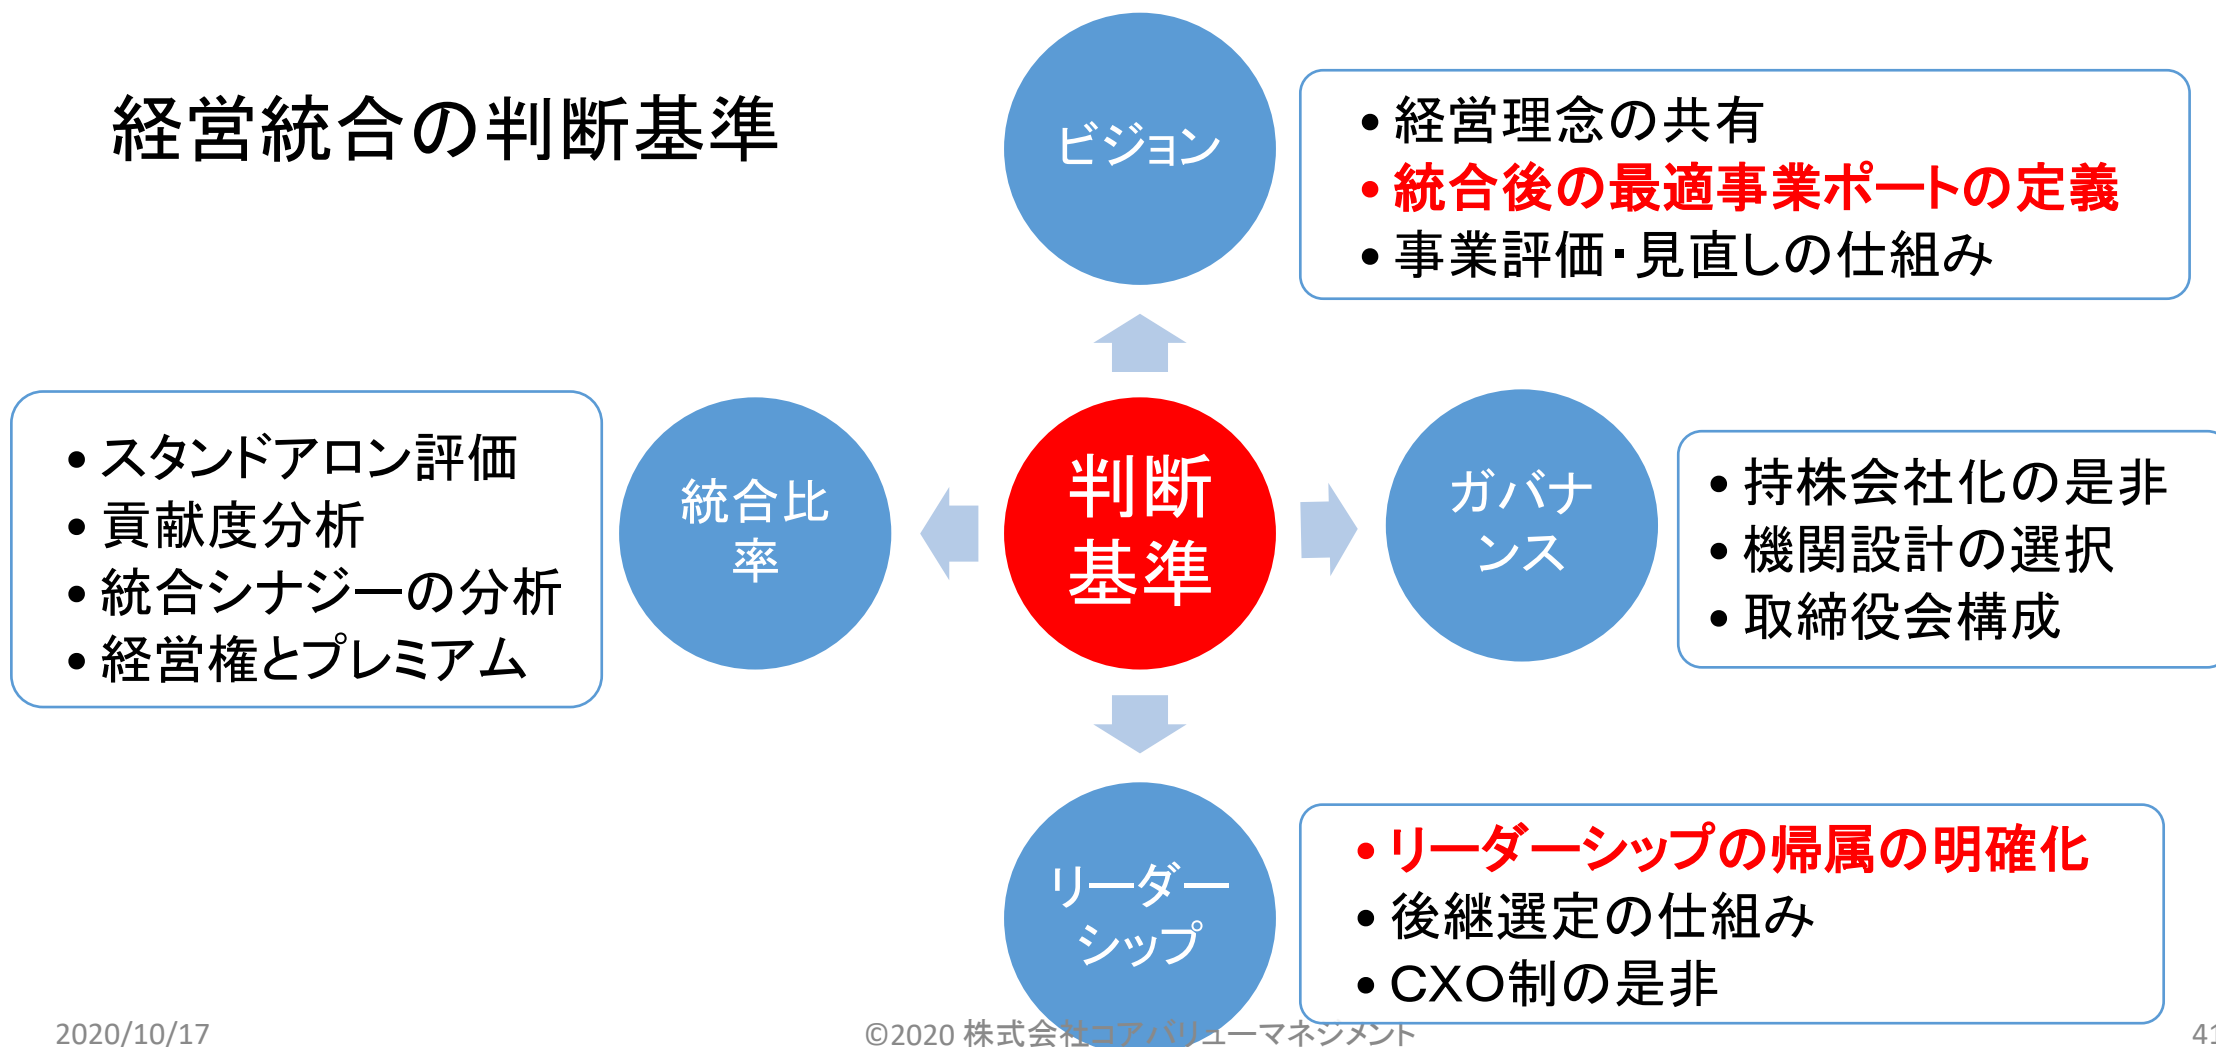 経営統合の判断基準
ビジョン
• 経営理念の共有
• 統合後の最適事業ポートの定義
• 事業評価・見直しの仕組み
• スタンドアロン評価
• 貢献度分析
• 統合シナジーの分析
• 経営権とプレミアム
統合比
率
判断
基準
ガバナ
ンス
• 持株会社化の是非
• 機関設計の選択
• 取締役会構成
リーダー
シップ
• リーダーシップの帰属の明確化
• 後継選定の仕組み
• CXO制の是非
2020/10/17
©2020 株式会社コアバリューマネジメント
41